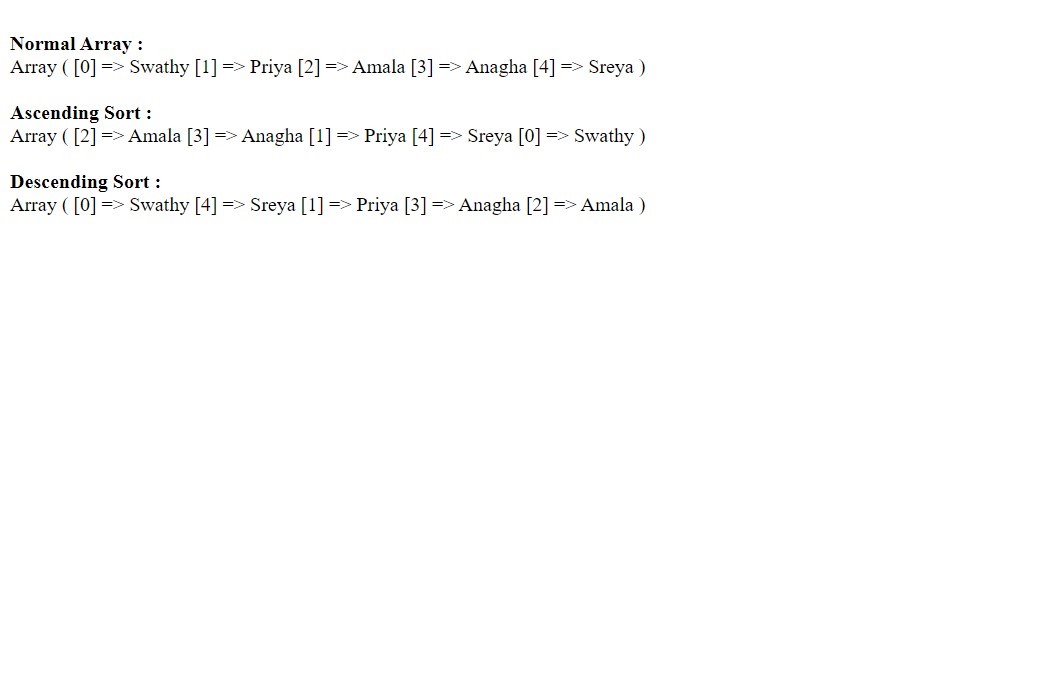 Normal Array :
Array ( [0] => Swathy [1] => Priya [2] => Amala [3] => Anagha [4] => Sreya )
Ascending Sort :
Array ( [2] => Amala [3] => Anagha [1] => Priya [4] => Sreya [0] => Swathy )
Descending Sort :
Array ( [0] => Swathy [4] => Sreya [1] => Priya [3] => Anagha [2] => Amala )